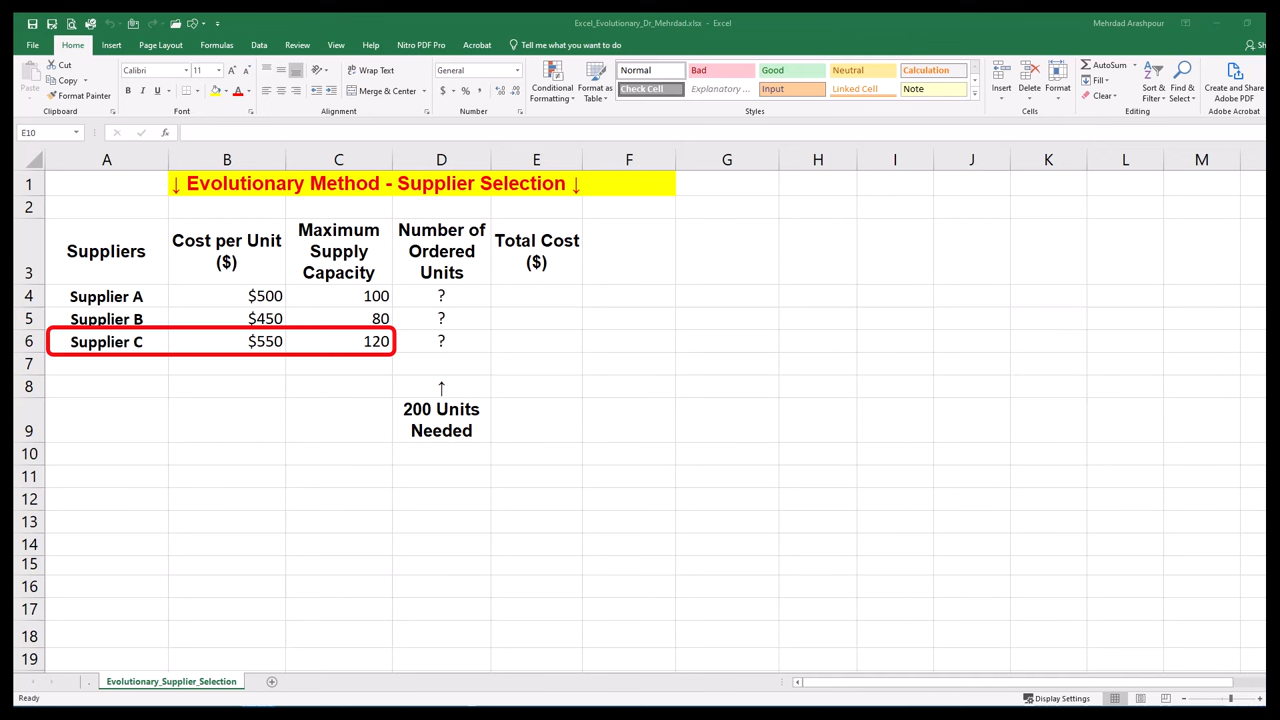 Excel_Evolutionary_Dr_Mehrdad.xlsx - Excel
Mehrdad Arashpour
File Home Insert Page Layout Formulas Data Review View Help Nitro PDF Pro Acrobat Tell me what you want to do Sh
Paste
Cut
Copy
Format Painter
Clipboard
Calibri 11
B I U
Font
Wrap Text
Merge & Center
Alignment
General
$ % ,
Number
Conditional Formatting
Format as Table
Normal Bad Good Neutral Calculation
Check Cell Explanatory ... Input Linked Cell Note
Styles
Insert Delete Format
Cells
AutoSum
Fill
Clear
Sort & Filter
Find & Select
Editing
Create and Share Adobe PDF
Adobe Acrobat
E10 fx
A B C D E F G H I J K L M
1 ↓ Evolutionary Method - Supplier Selection ↓
2
3 Suppliers Cost per Unit ($) Maximum Supply Capacity Number of Ordered Units Total Cost ($)
4 Supplier A $500 100 ?
5 Supplier B $450 80 ?
6 Supplier C $550 120 ?
7
8 ↑
9 200 Units Needed
10
11
12
13
14
15
16
17
18
19
Evolutionary_Supplier_Selection
Ready
Display Settings